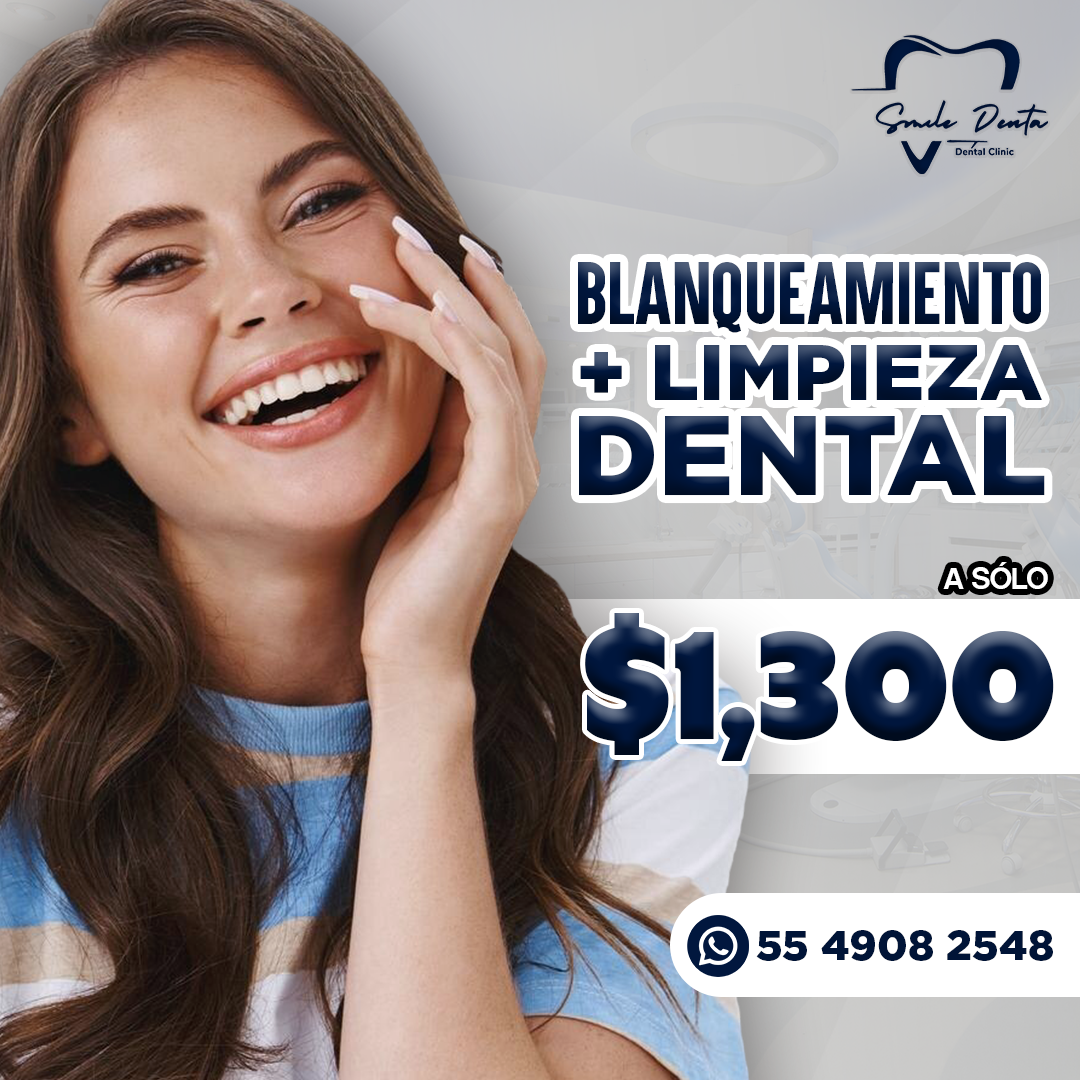 Smile Denta
Dental Clinic
BLANQUEAMIENTO
+ LIMPIEZA
DENTAL
A SÓLO
$1,300
55 4908 2548